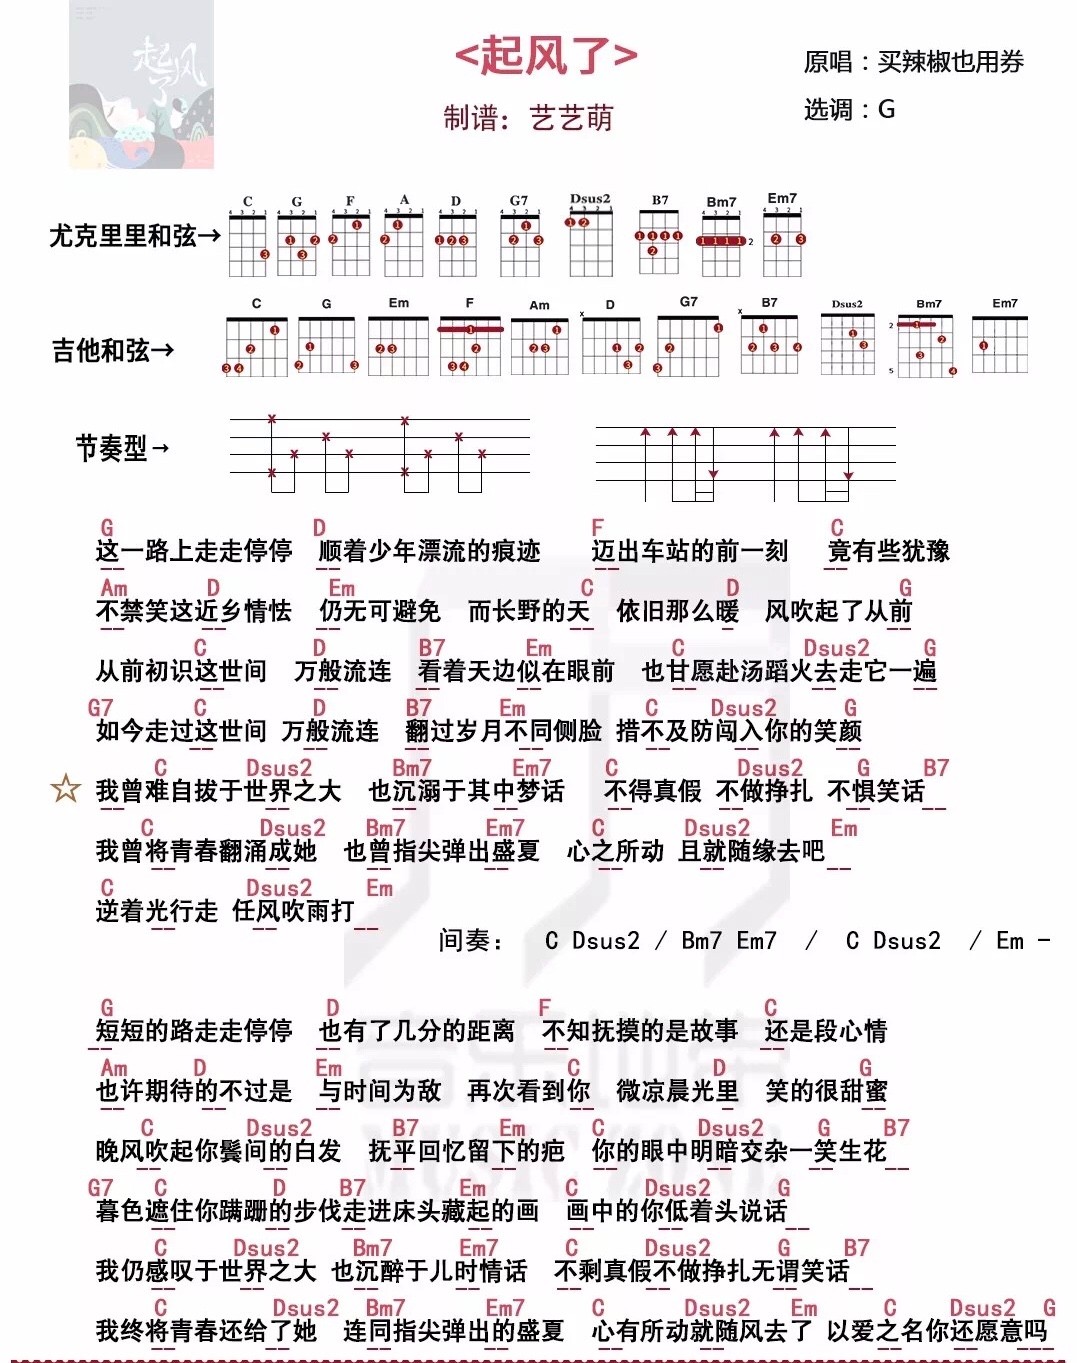 起风了
<起风了>
原唱：买辣椒也用券
制谱：艺艺萌
选调：G
C G F A D G7 Dsus2 B7 Bm7 Em7
尤克里里和弦→
C G Em F Am D G7 B7 Dsus2 Bm7 Em7
吉他和弦→
节奏型→
G D F C
这一路上走走停停 顺着少年漂流的痕迹 迈出车站的前一刻 竟有些犹豫
Am D Em C D G
不禁笑这近乡情怯 仍无可避免 而长野的天 依旧那么暖 风吹起了从前
C D B7 Em C Dsus2 G
从前初识这世间 万般流连 看着天边似在眼前 也甘愿赴汤蹈火去走它一遍
G7 C D B7 Em C Dsus2 G
如今走过这世间 万般流连 翻过岁月不同侧脸 措不及防闯入你的笑颜
C Dsus2 Bm7 Em7 C Dsus2 G B7
☆ 我曾难自拔于世界之大 也沉溺于其中梦话 不得真假 不做挣扎 不惧笑话
C Dsus2 Bm7 Em7 C Dsus2 Em
我曾将青春翻涌成她 也曾指尖弹出盛夏 心之所动 且就随缘去吧
C Dsus2 Em
逆着光行走 任风吹雨打
间奏： C Dsus2 / Bm7 Em7 / C Dsus2 / Em -
G D F C
短短的路走走停停 也有了几分的距离 不知抚摸的是故事 还是段心情
Am D Em C D G
也许期待的不过是 与时间为敌 再次看到你 微凉晨光里 笑的很甜蜜
C Dsus2 B7 Em C Dsus2 G B7
晚风吹起你鬓间的白发 抚平回忆留下的疤 你的眼中明暗交杂一笑生花
G7 C D B7 Em C Dsus2 G
暮色遮住你蹒跚的步伐走进床头藏起的画 画中的你低着头说话
C Dsus2 Bm7 Em7 C Dsus2 G B7
我仍感叹于世界之大 也沉醉于儿时情话 不剩真假不做挣扎无谓笑话
C Dsus2 Bm7 Em7 C Dsus2 Em C Dsus2 G
我终将青春还给了她 连同指尖弹出的盛夏 心有所动就随风去了 以爱之名你还愿意吗
音乐地带
MUSIC ZONE